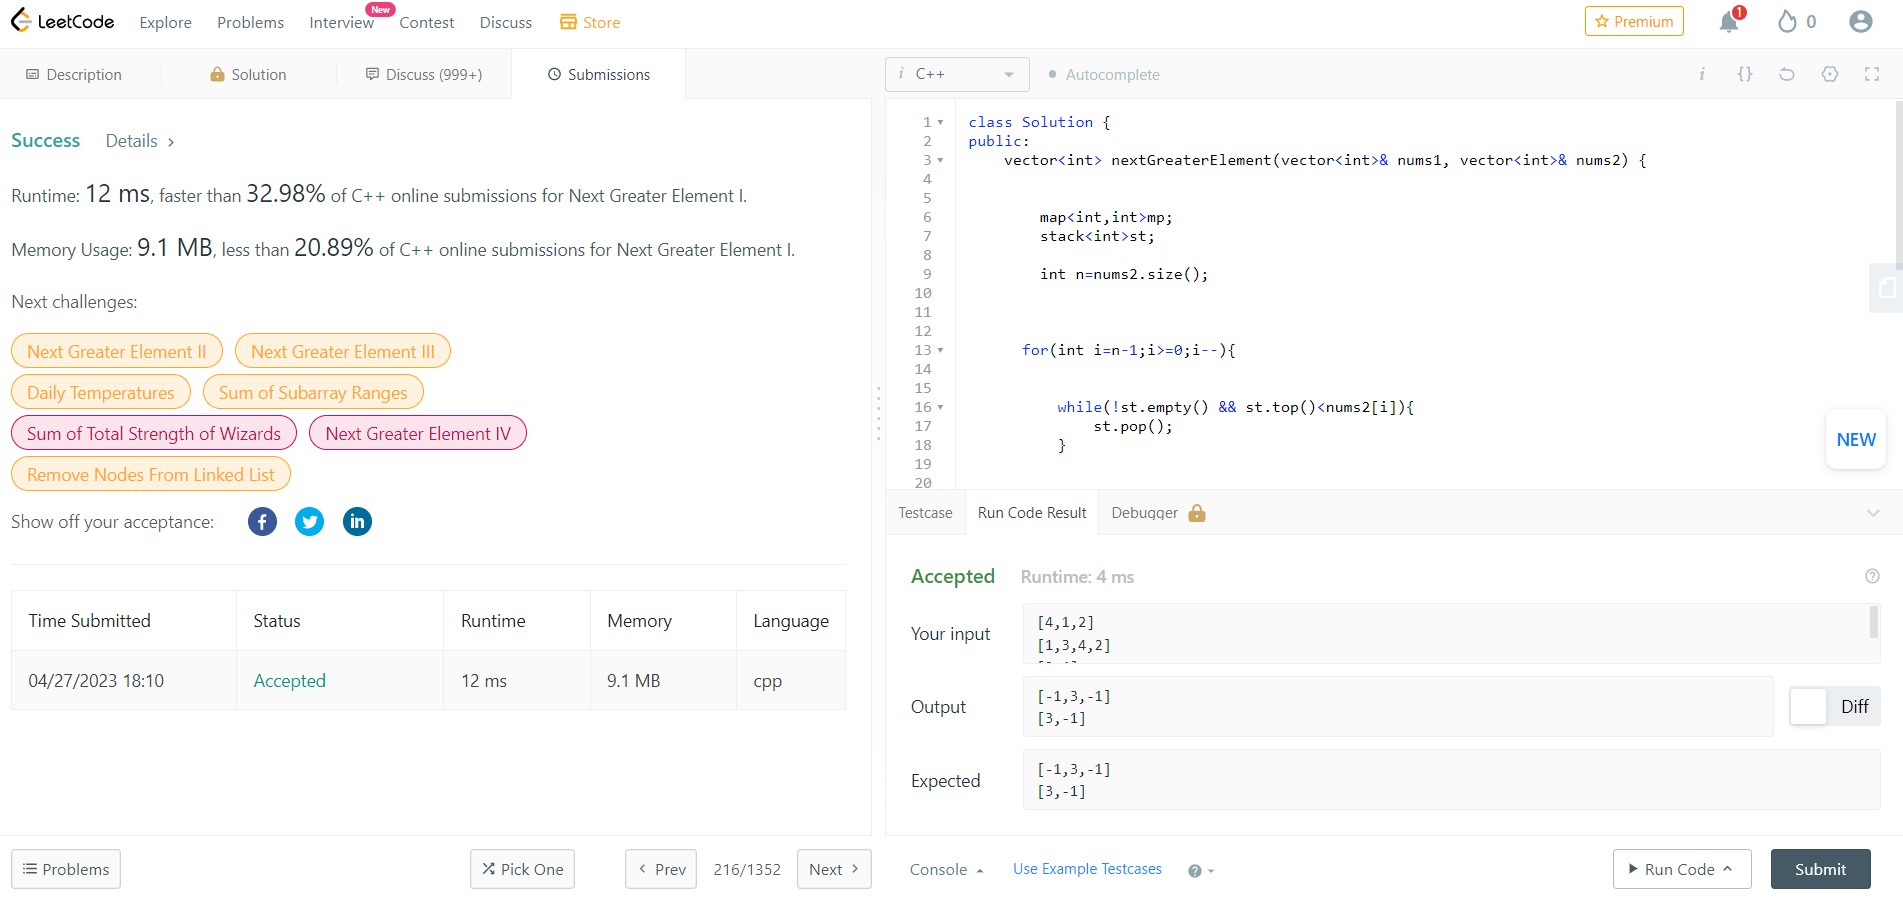 LeetCode Explore Problems Interview New Contest Discuss Store Premium 1 0
Description Solution Discuss (999+) Submissions
Success Details >
Runtime: 12 ms, faster than 32.98% of C++ online submissions for Next Greater Element I.
Memory Usage: 9.1 MB, less than 20.89% of C++ online submissions for Next Greater Element I.
Next challenges:
Next Greater Element II Next Greater Element III
Daily Temperatures Sum of Subarray Ranges
Sum of Total Strength of Wizards Next Greater Element IV
Remove Nodes From Linked List
Show off your acceptance:
Time Submitted Status Runtime Memory Language
04/27/2023 18:10 Accepted 12 ms 9.1 MB cpp
Problems Pick One < Prev 216/1352 Next >
i C++ Autocomplete i {}
1 class Solution {
2 public:
3 vector<int> nextGreaterElement(vector<int>& nums1, vector<int>& nums2) {
4
5
6 map<int,int>mp;
7 stack<int>st;
8
9 int n=nums2.size();
10
11
12
13 for(int i=n-1;i>=0;i--){
14
15
16 while(!st.empty() && st.top()<nums2[i]){
17 st.pop();
18 }
19
20
NEW
Testcase Run Code Result Debugger
Accepted Runtime: 4 ms
Your input
[4,1,2]
[1,3,4,2]
Output
[-1,3,-1]
[3,-1]
Diff
Expected
[-1,3,-1]
[3,-1]
Console Use Example Testcases Run Code Submit